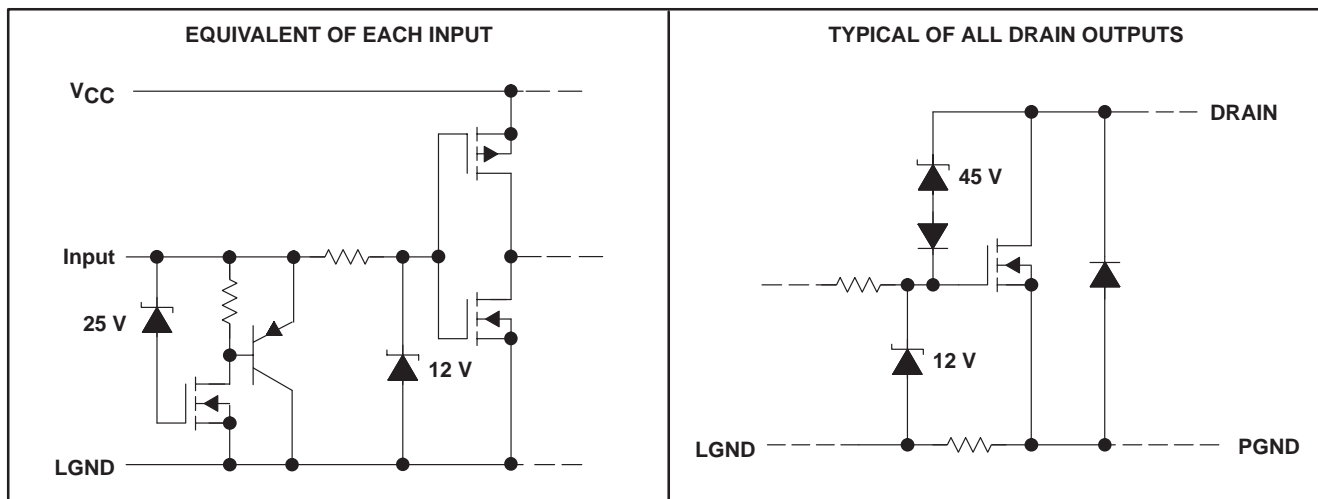 EQUIVALENT OF EACH INPUT
VCC
Input
25 V
12 V
LGND
TYPICAL OF ALL DRAIN OUTPUTS
DRAIN
45 V
12 V
LGND
PGND